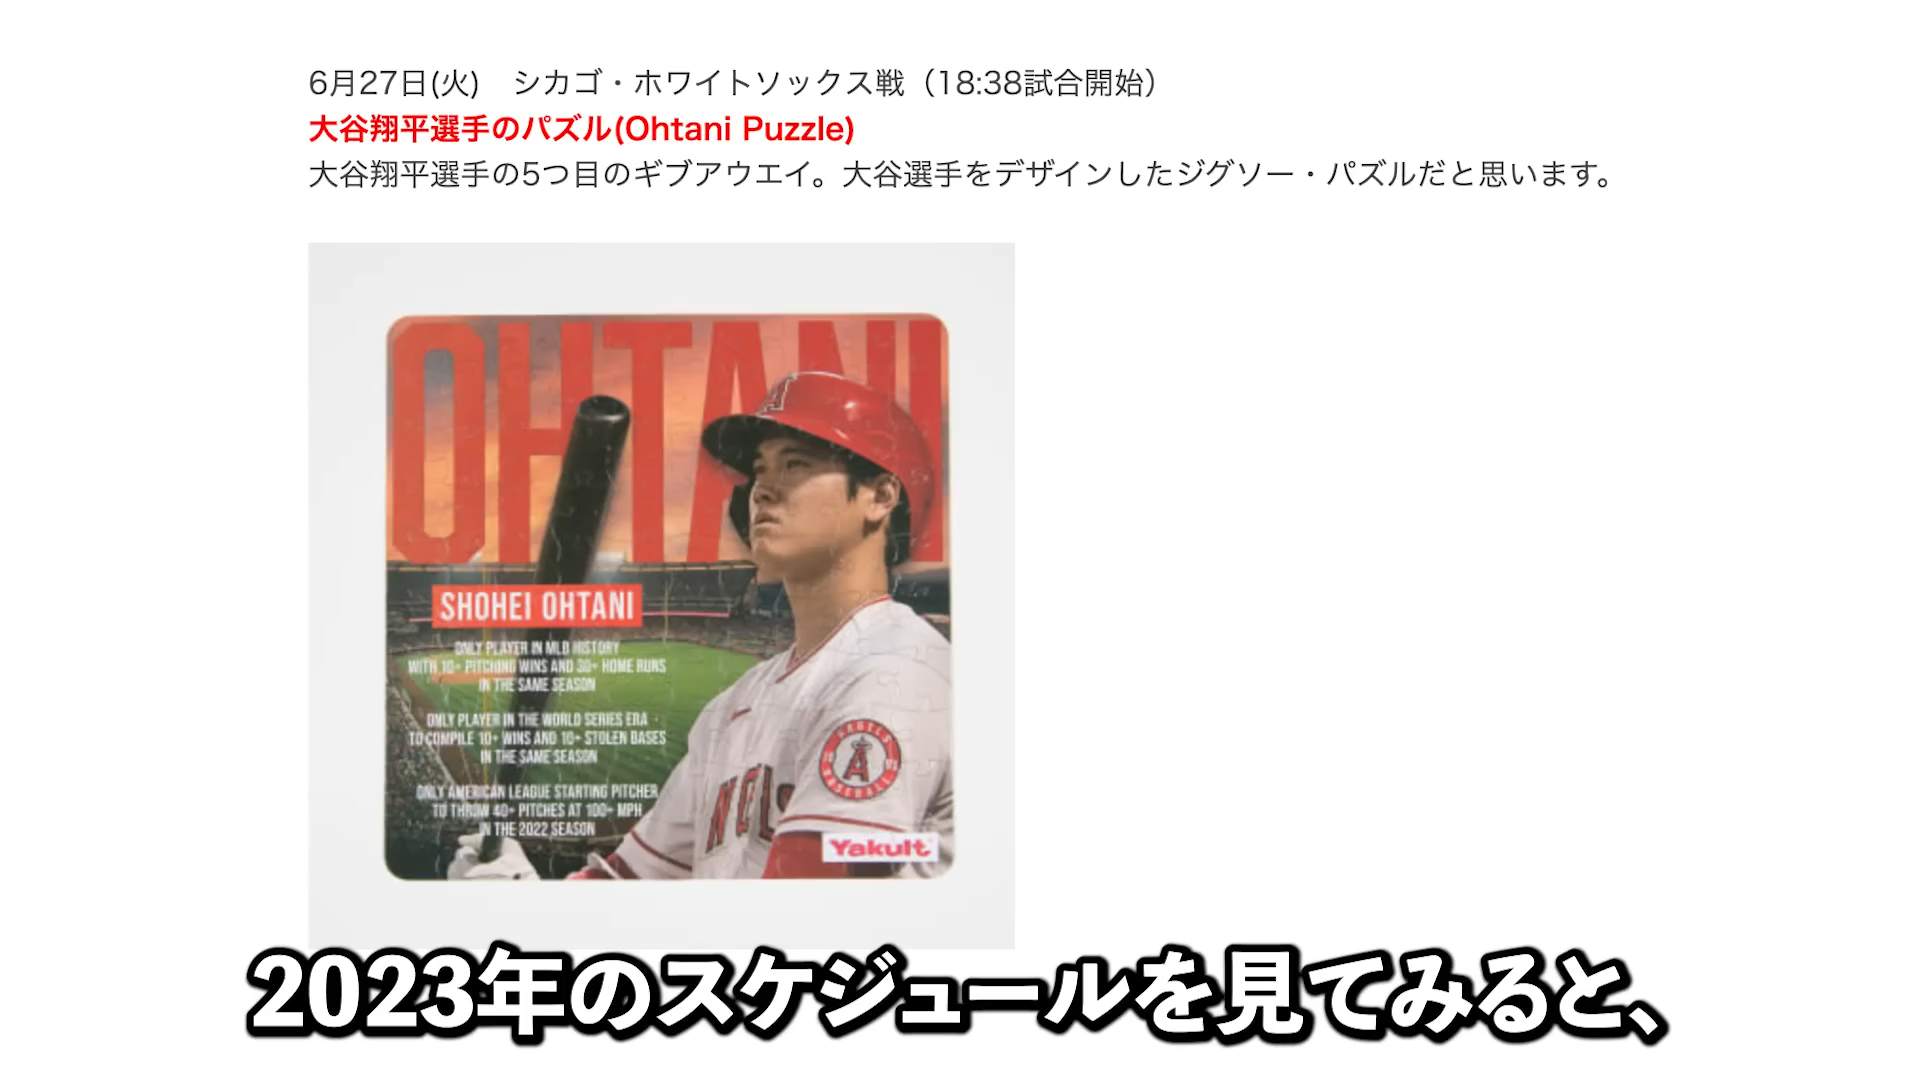 6月27日(火)　シカゴ・ホワイトソックス戦（18:38試合開始）
大谷翔平選手のパズル(Ohtani Puzzle)
大谷翔平選手の5つ目のギブアウエイ。大谷選手をデザインしたジグソー・パズルだと思います。
OHTANI
A
SHOHEI OHTANI
ONLY PLAYER IN MLB HISTORY
WITH 10+ PITCHING WINS AND 30+ HOME RUNS
IN THE SAME SEASON
ONLY PLAYER IN THE WORLD SERIES ERA
TO COMPILE 10+ WINS AND 10+ STOLEN BASES
IN THE SAME SEASON
ONLY AMERICAN LEAGUE STARTING PITCHER
TO THROW 40+ PITCHES AT 100+ MPH
IN THE 2022 SEASON
ANGELS
A
BASEBALL
NGEL
Yakult
2023年のスケジュールを見てみると、